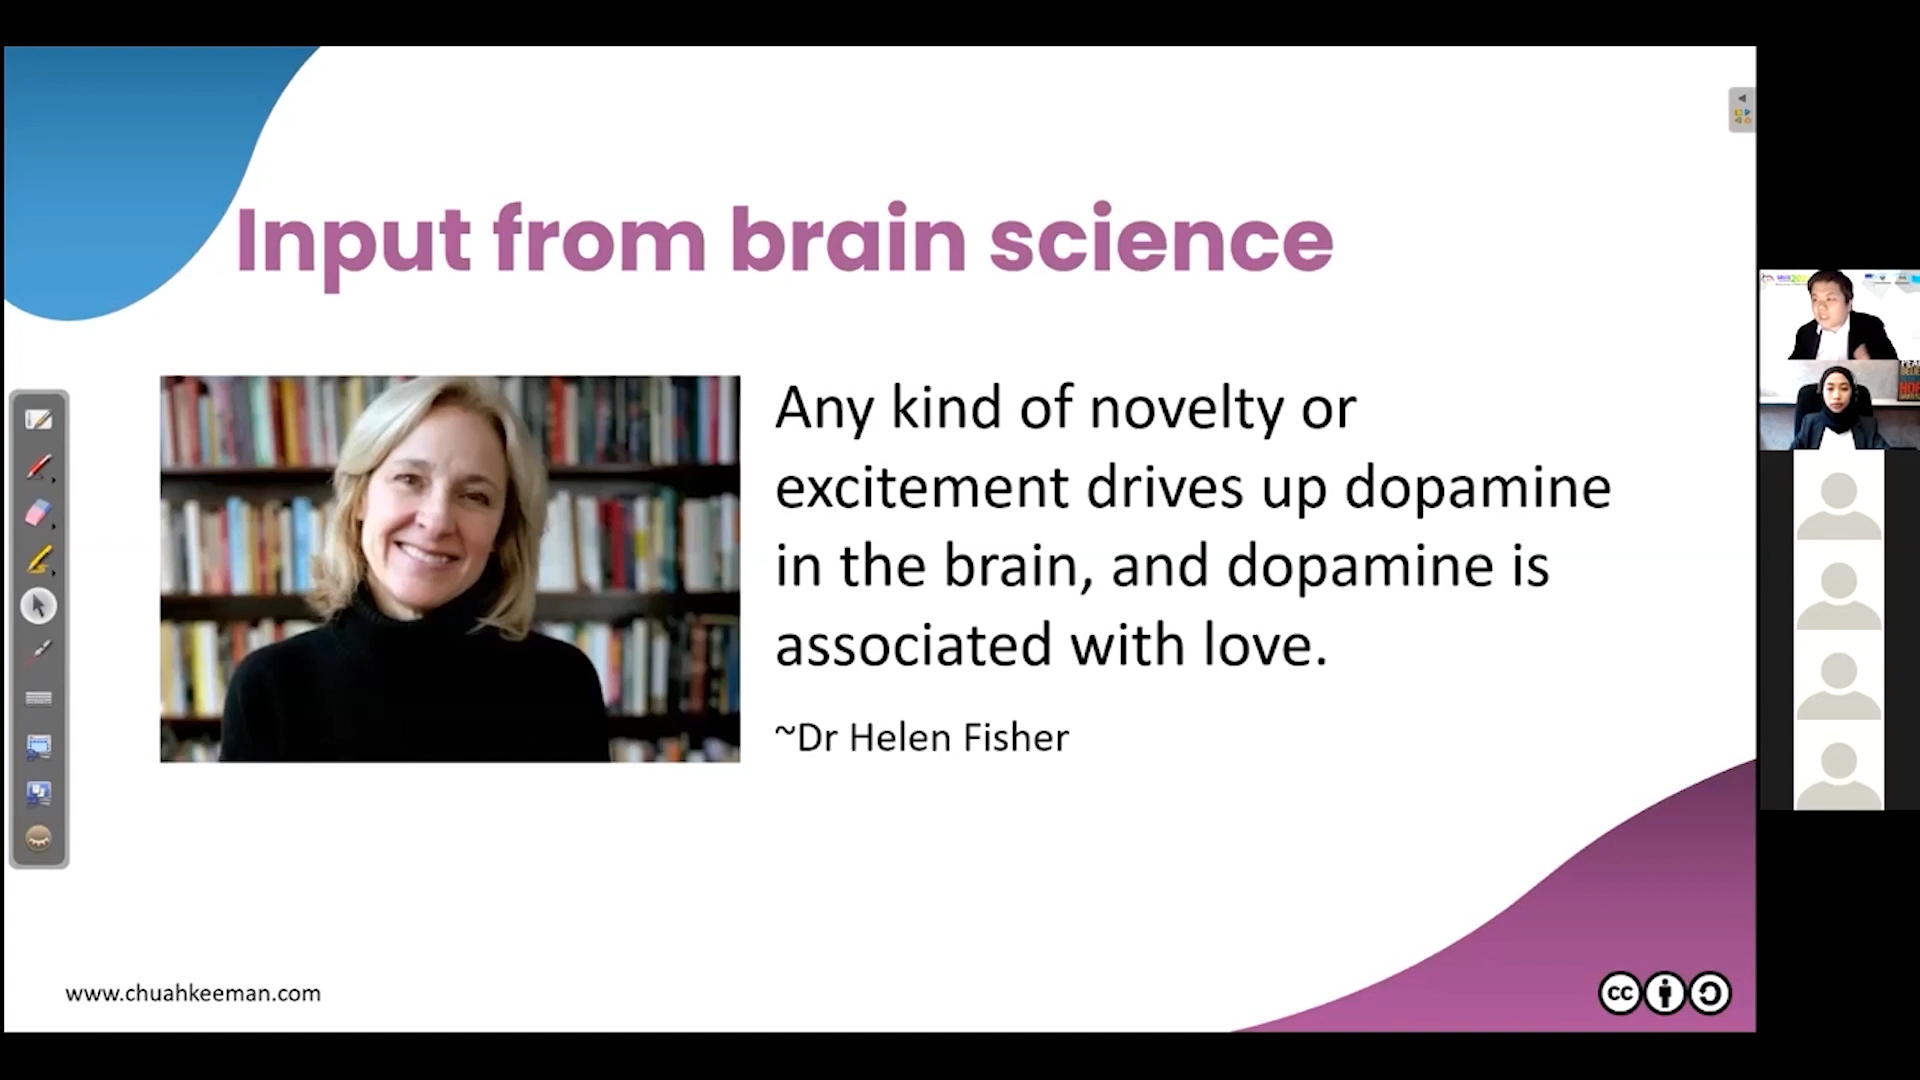 Input from brain science
Any kind of novelty or
excitement drives up dopamine
in the brain, and dopamine is
associated with love.
~Dr Helen Fisher
www.chuahkeeman.com
cc